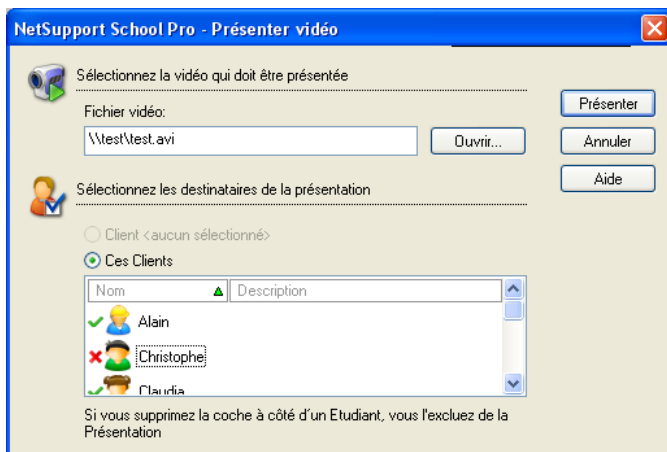 NetSupport School Pro - Présenter vidéo
Sélectionnez la vidéo qui doit être présentée
Fichier vidéo:
\\test\test.avi
Ouvrir...
Présenter
Annuler
Aide
Sélectionnez les destinataires de la présentation
Client <aucun sélectionné>
Ces Clients
Nom Description
Alain
Christophe
Claudia
Si vous supprimez la coche à côté d´un Etudiant, vous l'excluez de la
Présentation